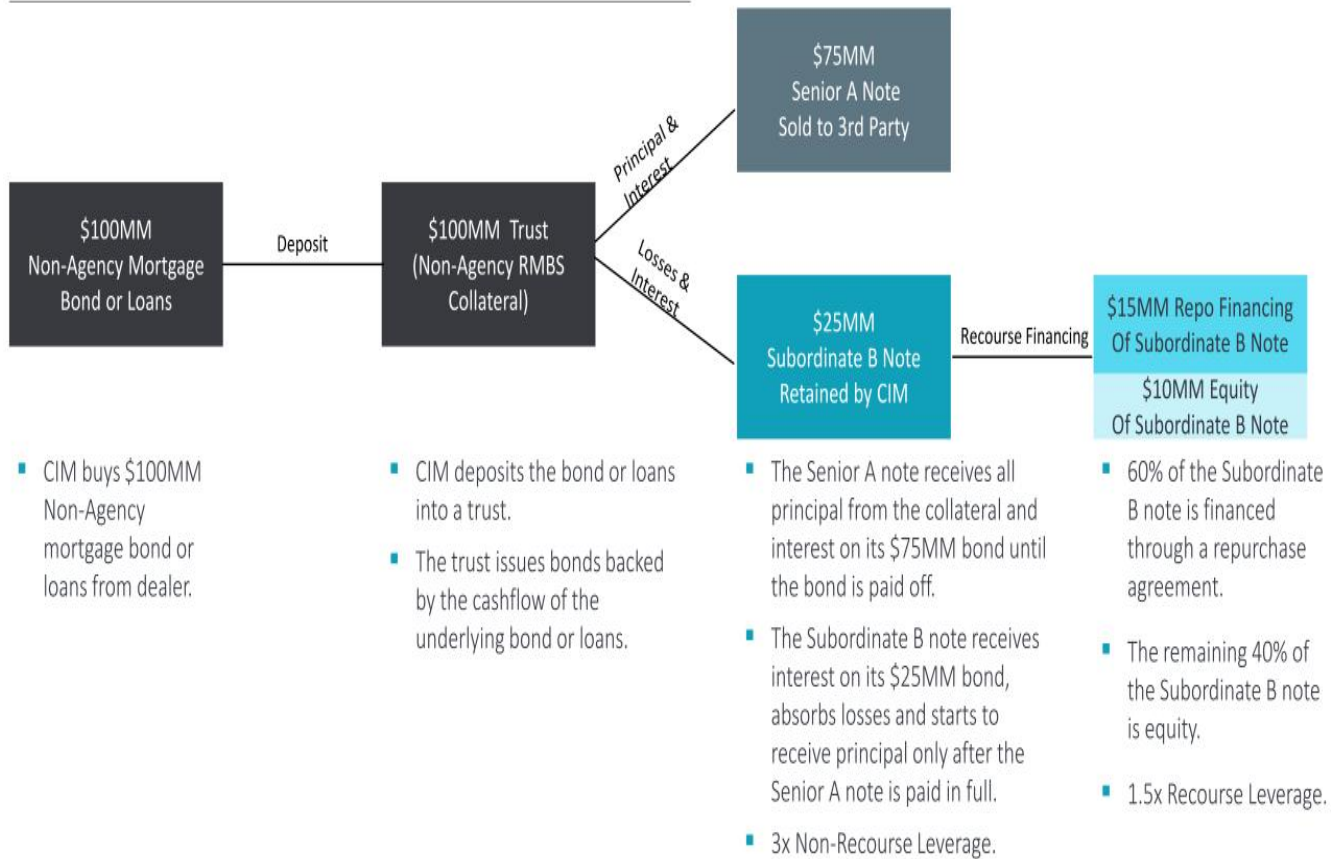 $75MM
Senior A Note
Sold to 3rd Party
Principal &
Interest
$100MM
Non-Agency Mortgage
Bond or Loans
Deposit
$100MM Trust
(Non-Agency RMBS
Collateral)
Losses &
Interest
$25MM
Subordinate B Note
Retained by CIM
Recourse Financing
$15MM Repo Financing
Of Subordinate B Note
$10MM Equity
Of Subordinate B Note
▪ CIM buys $100MM
Non-Agency
mortgage bond or
loans from dealer.
▪ CIM deposits the bond or loans
into a trust.
▪ The trust issues bonds backed
by the cashflow of the
underlying bond or loans.
▪ The Senior A note receives all
principal from the collateral and
interest on its $75MM bond until
the bond is paid off.
▪ The Subordinate B note receives
interest on its $25MM bond,
absorbs losses and starts to
receive principal only after the
Senior A note is paid in full.
▪ 3x Non-Recourse Leverage.
▪ 60% of the Subordinate
B note is financed
through a repurchase
agreement.
▪ The remaining 40% of
the Subordinate B note
is equity.
▪ 1.5x Recourse Leverage.